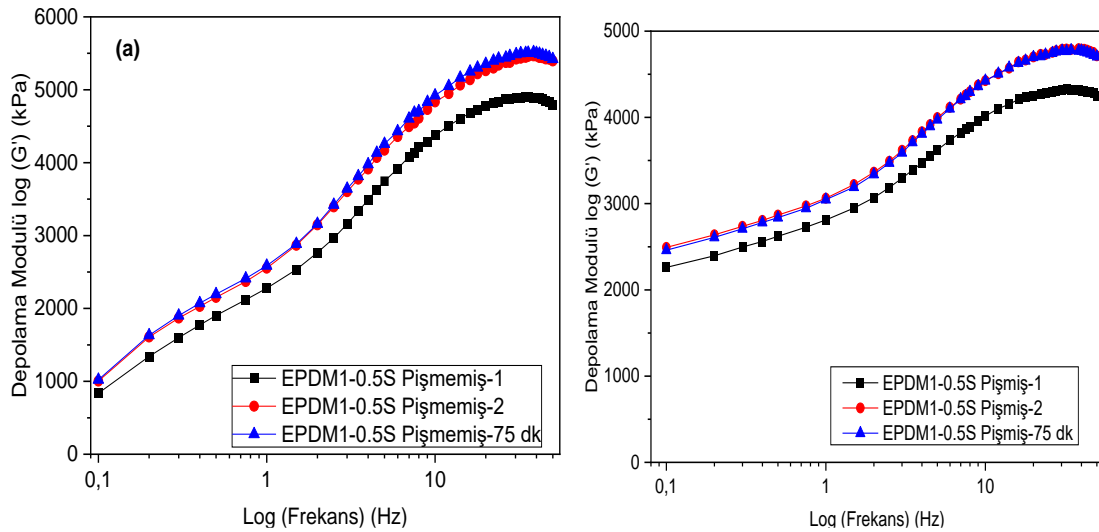 (a)
Depolama Modulü log (G') (kPa)
6000
5000
4000
3000
2000
1000
0
0,1
1
10
Log (Frekans) (Hz)
EPDM1-0.5S Pişmemiş-1
EPDM1-0.5S Pişmemiş-2
EPDM1-0.5S Pişmemiş-75 dk
Depolama Modulü log (G') (kPa)
5000
4000
3000
2000
1000
0
0,1
1
10
Log (Frekans) (Hz)
EPDM1-0.5S Pişmiş-1
EPDM1-0.5S Pişmiş-2
EPDM1-0.5S Pişmiş-75 dk